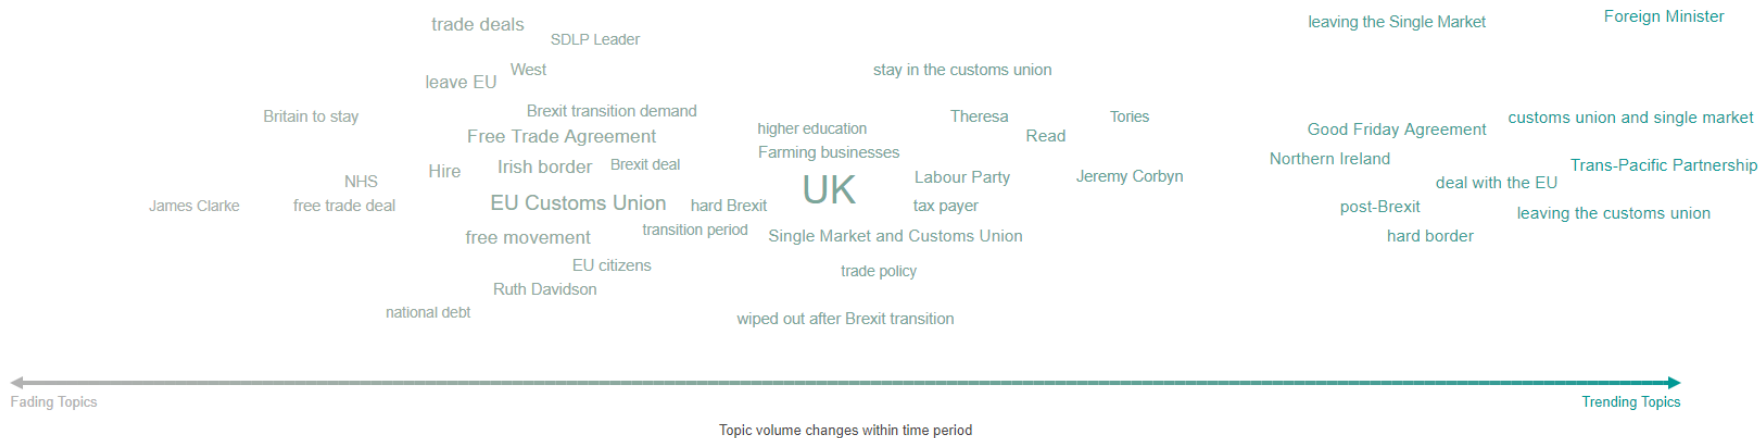 trade deals
leaving the Single Market
Foreign Minister
SDLP Leader
West
stay in the customs union
leave EU
Britain to stay
Brexit transition demand
Theresa
Tories
customs union and single market
higher education
Good Friday Agreement
Free Trade Agreement
Read
Farming businesses
Northern Ireland
Irish border
Brexit deal
Trans-Pacific Partnership
Hire
NHS
UK
Labour Party
Jeremy Corbyn
deal with the EU
James Clarke
free trade deal
EU Customs Union
hard Brexit
tax payer
post-Brexit
leaving the customs union
transition period
free movement
Single Market and Customs Union
hard border
EU citizens
trade policy
Ruth Davidson
national debt
wiped out after Brexit transition
Fading Topics
Trending Topics
Topic volume changes within time period